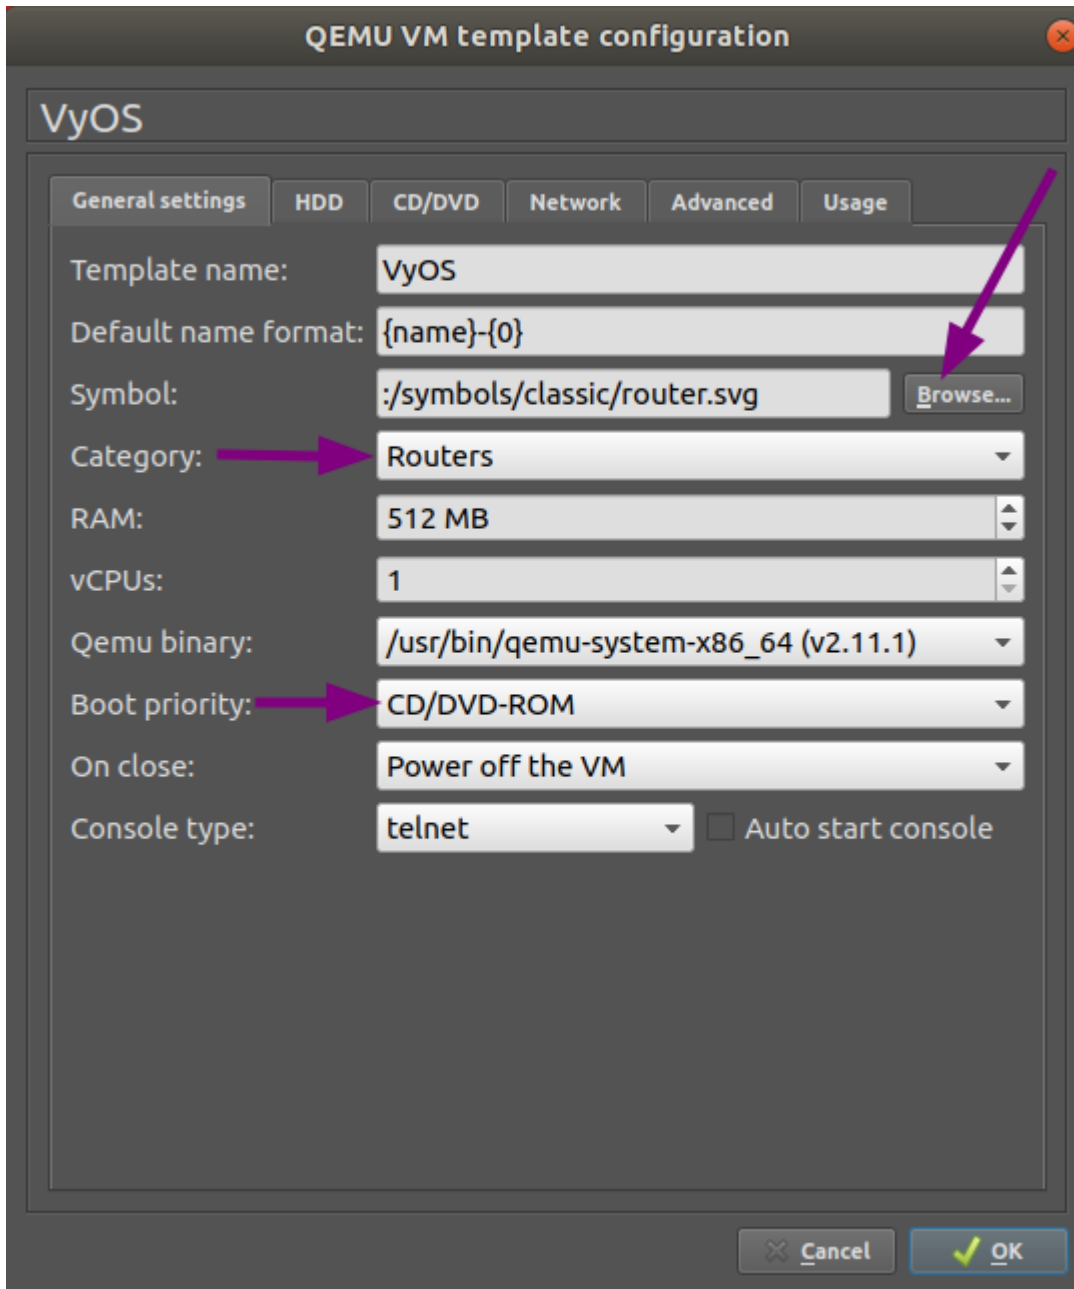 QEMU VM template configuration
VyOS
General settings HDD CD/DVD Network Advanced Usage
Template name: VyOS
Default name format: {name}-{0}
Symbol: :/symbols/classic/router.svg Browse...
Category: Routers
RAM: 512 MB
vCPUs: 1
Qemu binary: /usr/bin/qemu-system-x86_64 (v2.11.1)
Boot priority: CD/DVD-ROM
On close: Power off the VM
Console type: telnet Auto start console
Cancel OK